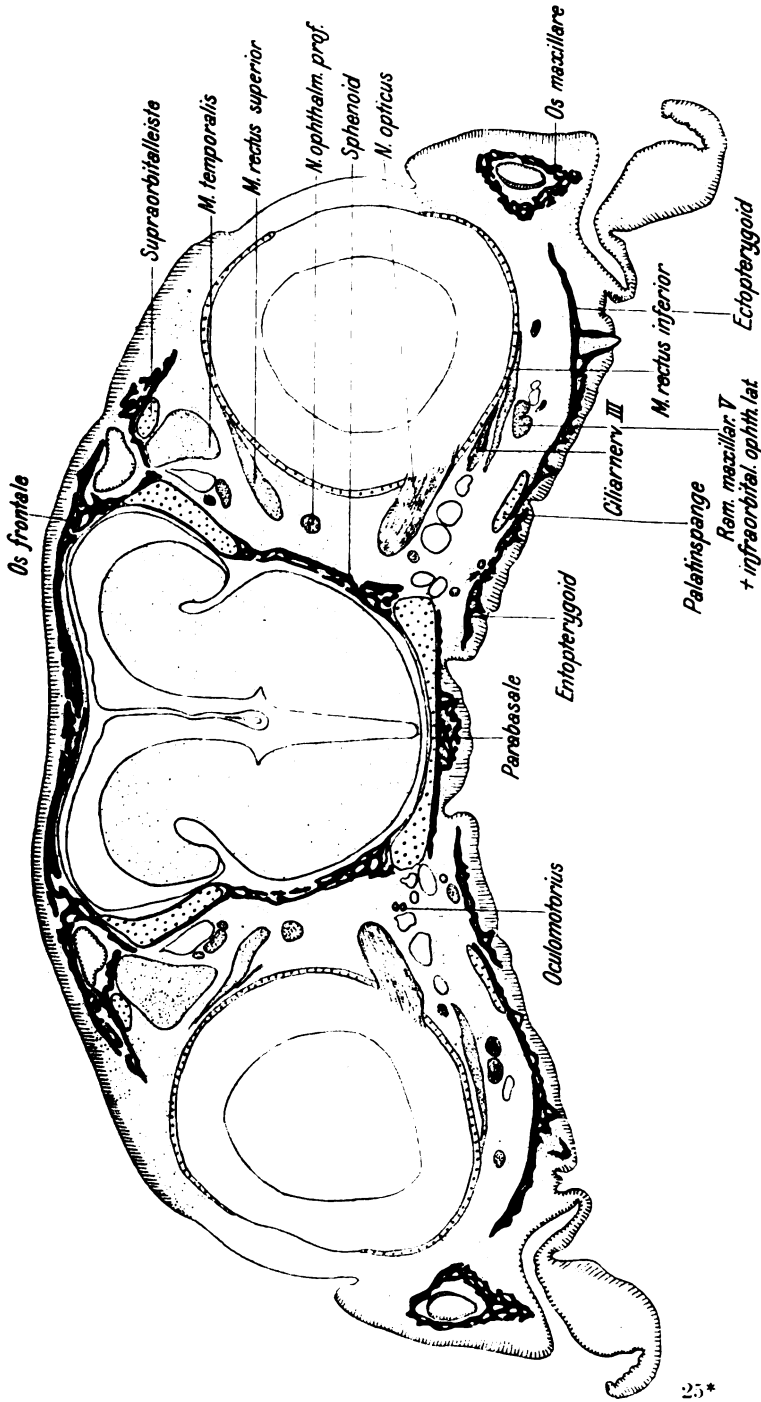 Os frontale
Supraorbitalleiste
M. temporalis
M. rectus superior
N. ophthalm. prof.
Sphenoid
N. opticus
Os maxillare
Ectopterygoid
M. rectus inferior
Ram. maxillar. V
+ infraorbital. ophth. lat
Ciliarnerv III
Palatinspange
Entopterygoid
Parabasale
Oculomotorius
25*